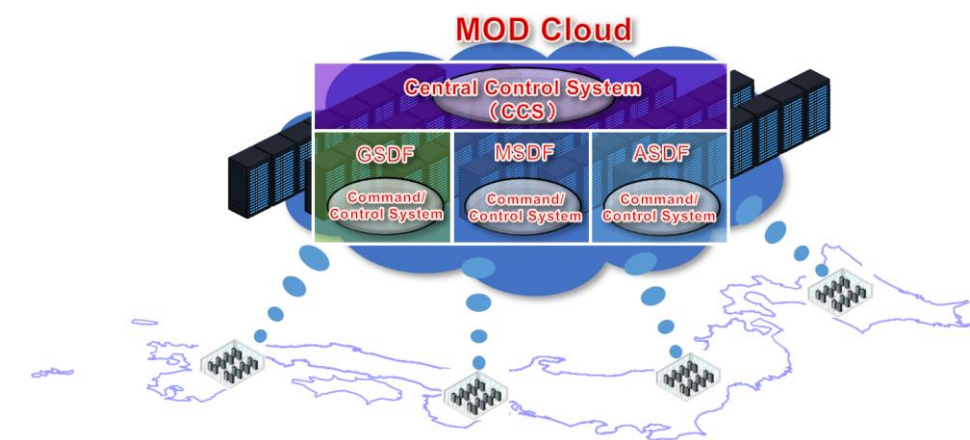 MOD Cloud
Central Control System
（CCS）
GSDF
MSDF
ASDF
Command/
Control System
Command/
Control System
Command/
Control System